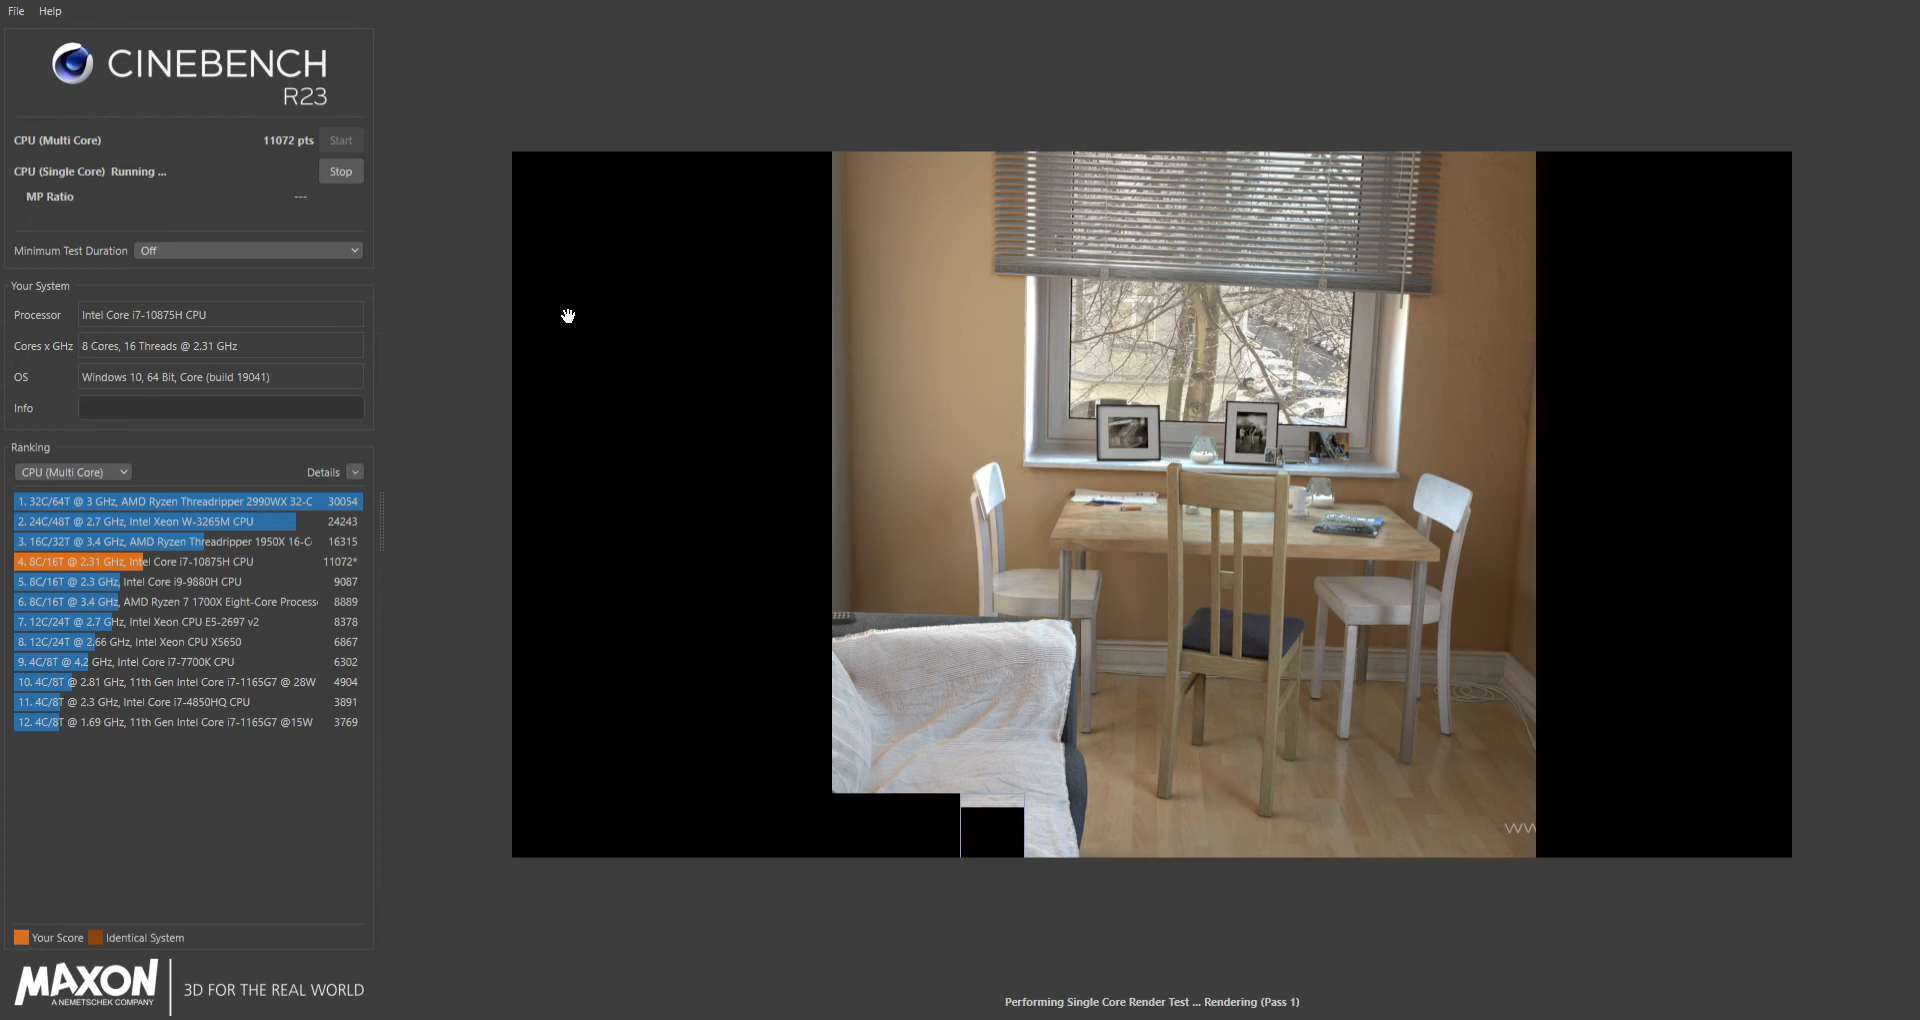 File Help
CINEBENCH
R23
CPU (Multi Core) 11072 pts Start
CPU (Single Core) Running ... Stop
MP Ratio ---
Minimum Test Duration Off
Your System
Processor Intel Core i7-10875H CPU
Cores x GHz 8 Cores, 16 Threads @ 2.31 GHz
OS Windows 10, 64 Bit, Core (build 19041)
Info
Ranking
CPU (Multi Core) Details
1. 32C/64T @ 3 GHz, AMD Ryzen Threadripper 2990WX 32-C 30054
2. 24C/48T @ 2.7 GHz, Intel Xeon W-3265M CPU 24243
3. 16C/32T @ 3.4 GHz, AMD Ryzen Threadripper 1950X 16-C 16315
4. 8C/16T @ 2.31 GHz, Intel Core i7-10875H CPU 11072*
5. 8C/16T @ 2.3 GHz, Intel Core i9-9880H CPU 9087
6. 8C/16T @ 3.4 GHz, AMD Ryzen 7 1700X Eight-Core Process 8889
7. 12C/24T @ 2.7 GHz, Intel Xeon CPU E5-2697 v2 8378
8. 12C/24T @ 2.66 GHz, Intel Xeon CPU X5650 6867
9. 4C/8T @ 4.2 GHz, Intel Core i7-7700K CPU 6302
10. 4C/8T @ 2.81 GHz, 11th Gen Intel Core i7-1165G7 @ 28W 4904
11. 4C/8T @ 2.3 GHz, Intel Core i7-4850HQ CPU 3891
12. 4C/8T @ 1.69 GHz, 11th Gen Intel Core i7-1165G7 @15W 3769
Your Score Identical System
MAXON
A NEMETSCHEK COMPANY
3D FOR THE REAL WORLD
ww
Performing Single Core Render Test ... Rendering (Pass 1)